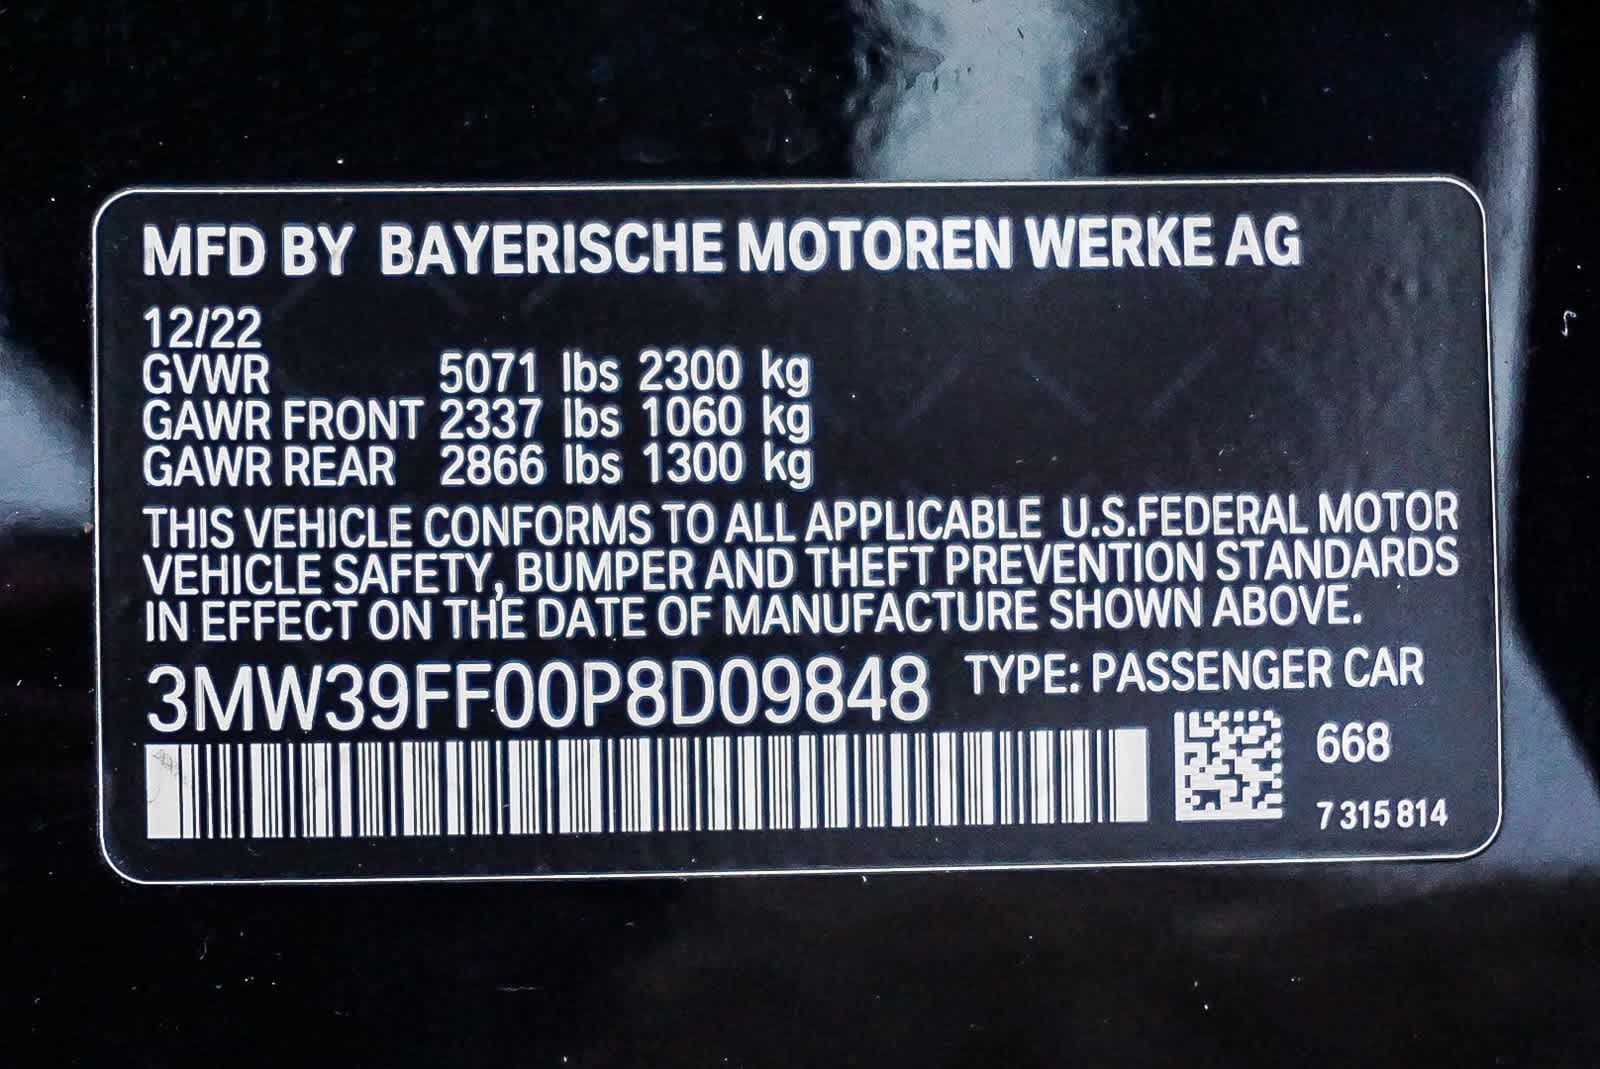 MFD BY BAYERISCHE MOTOREN WERKE AG
12/22
GVWR 5071 lbs 2300 kg
GAWR FRONT 2337 lbs 1060 kg
GAWR REAR 2866 lbs 1300 kg
THIS VEHICLE CONFORMS TO ALL APPLICABLE U.S.FEDERAL MOTOR
VEHICLE SAFETY, BUMPER AND THEFT PREVENTION STANDARDS
IN EFFECT ON THE DATE OF MANUFACTURE SHOWN ABOVE.
3MW39FF00P8D09848 TYPE: PASSENGER CAR
668
7 315 814